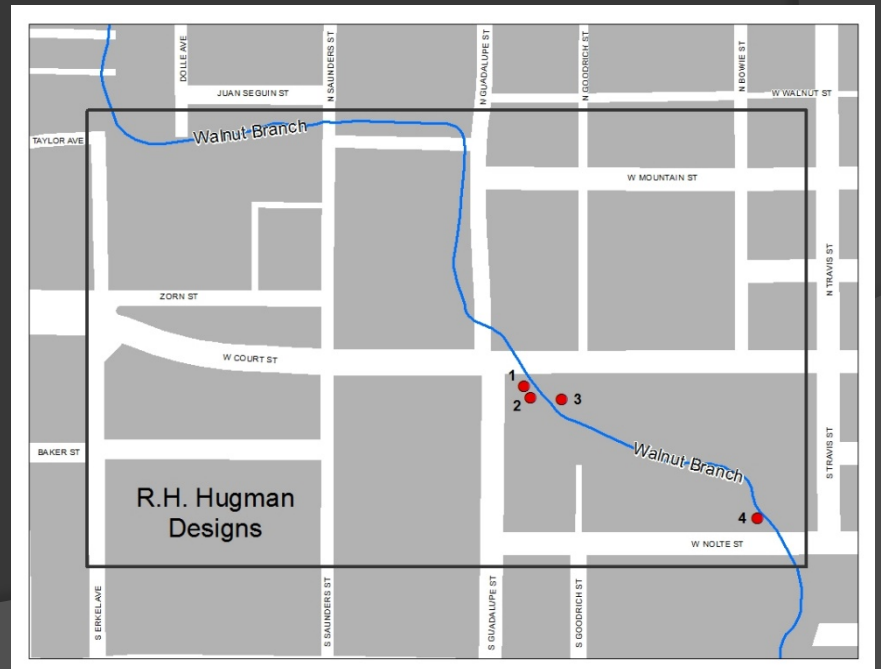 DOLLE AVE
N SAUNDERS ST
N GUADALUPE ST
N GOODRICH ST
N BOWIE ST
JUAN SEGUIN ST
W WALNUT ST
Walnut Branch
TAYLOR AVE
W MOUNTAIN ST
N TRAVIS ST
ZORN ST
W COURT ST
1
2
3
BAKER ST
Walnut Branch
S TRAVIS ST
R.H. Hugman
Designs
4
W NOLTE ST
S ERKEL AVE
S SAUNDERS ST
S GUADALUPE ST
S GOODRICH ST